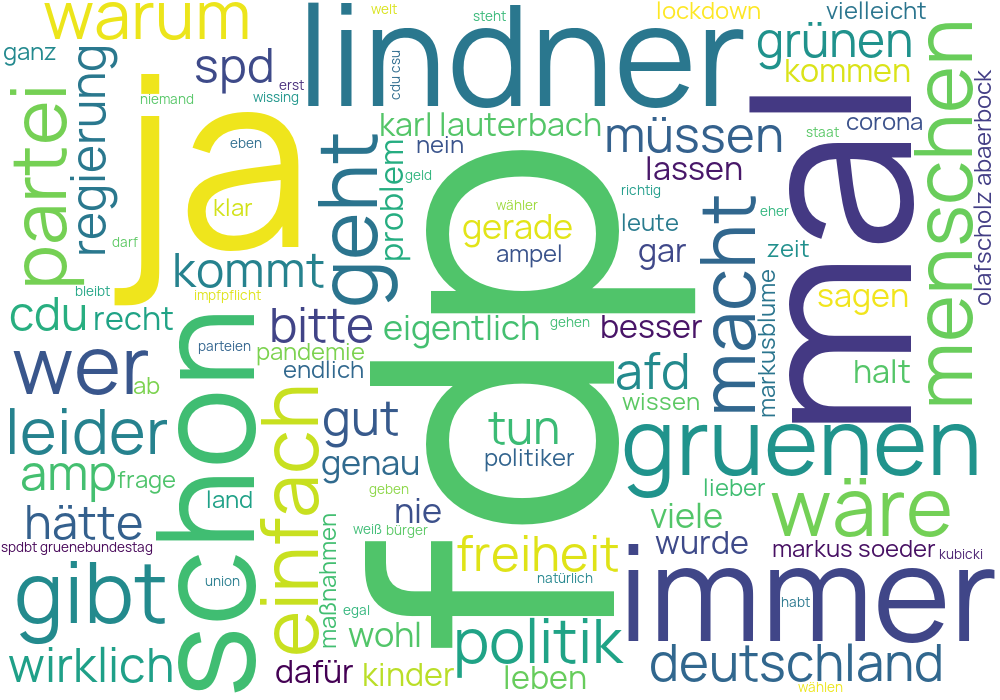 warum
welt
lindner
steht
lockdown
vielleicht
ganz
regierung
spd
erst
wissing
cdu csu
grünen
kommen
menschen
partei
niemand
ja
karl lauterbach
nein
müssen
staat
corona
olafscholz abaerbock
eben
geht
problem
geld
lassen
mal
klar
richtig
wähler
gerade
ampel
leute
gar
macht
eher
zeit
darf
kommt
fdp
bleibt
impfpflicht
sagen
cdu
recht
schon
bitte
eigentlich
gehen
besser
markusblume
parteien
pandemie
endlich
wer
ab
afd
halt
wissen
leider
einfach
gut
tun
politiker
gruenen
genau
amp
frage
land
geben
nie
lieber
wäre
hätte
maßnahmen
weiß
bürger
viele
wurde
markus soeder
kubicki
spdbt gruenebundestag
freiheit
immer
gibt
union
natürlich
egal
habt
wohl
politik
wirklich
dafür
kinder
leben
deutschland
wählen